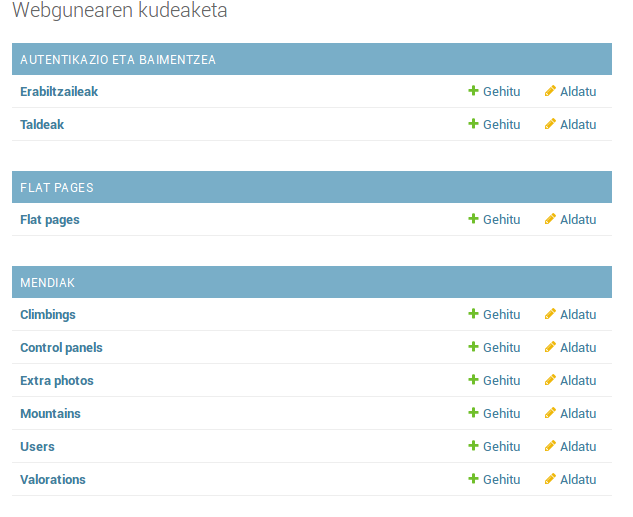 Webgunearen kudeaketa
AUTENTIKAZIO ETA BAIMENTZEA
Erabiltzaileak Gehitu Aldatu
Taldeak Gehitu Aldatu
FLAT PAGES
Flat pages Gehitu Aldatu
MENDIAK
Climbings Gehitu Aldatu
Control panels Gehitu Aldatu
Extra photos Gehitu Aldatu
Mountains Gehitu Aldatu
Users Gehitu Aldatu
Valorations Gehitu Aldatu